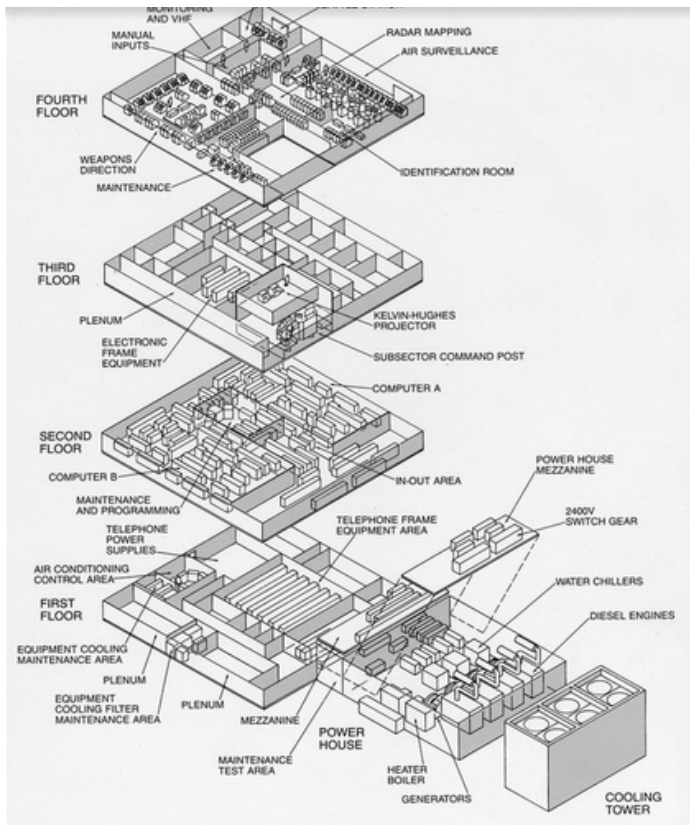 MONITORING
AND VHF
MANUAL
INPUTS
RADAR MAPPING
AIR SURVEILLANCE
FOURTH
FLOOR
WEAPONS
DIRECTION
MAINTENANCE
IDENTIFICATION ROOM
THIRD
FLOOR
PLENUM
ELECTRONIC
FRAME
EQUIPMENT
KELVIN-HUGHES
PROJECTOR
SUBSECTOR COMMAND POST
COMPUTER A
SECOND
FLOOR
COMPUTER B
MAINTENANCE
AND PROGRAMMING
IN-OUT AREA
POWER HOUSE
MEZZANINE
2400V
SWITCH GEAR
TELEPHONE
POWER
SUPPLIES
TELEPHONE FRAME
EQUIPMENT AREA
AIR CONDITIONING
CONTROL AREA
FIRST
FLOOR
WATER CHILLERS
DIESEL ENGINES
EQUIPMENT COOLING
MAINTENANCE AREA
PLENUM
EQUIPMENT
COOLING FILTER
MAINTENANCE AREA
PLENUM
MEZZANINE
MAINTENANCE
TEST AREA
POWER
HOUSE
HEATER
BOILER
GENERATORS
COOLING
TOWER